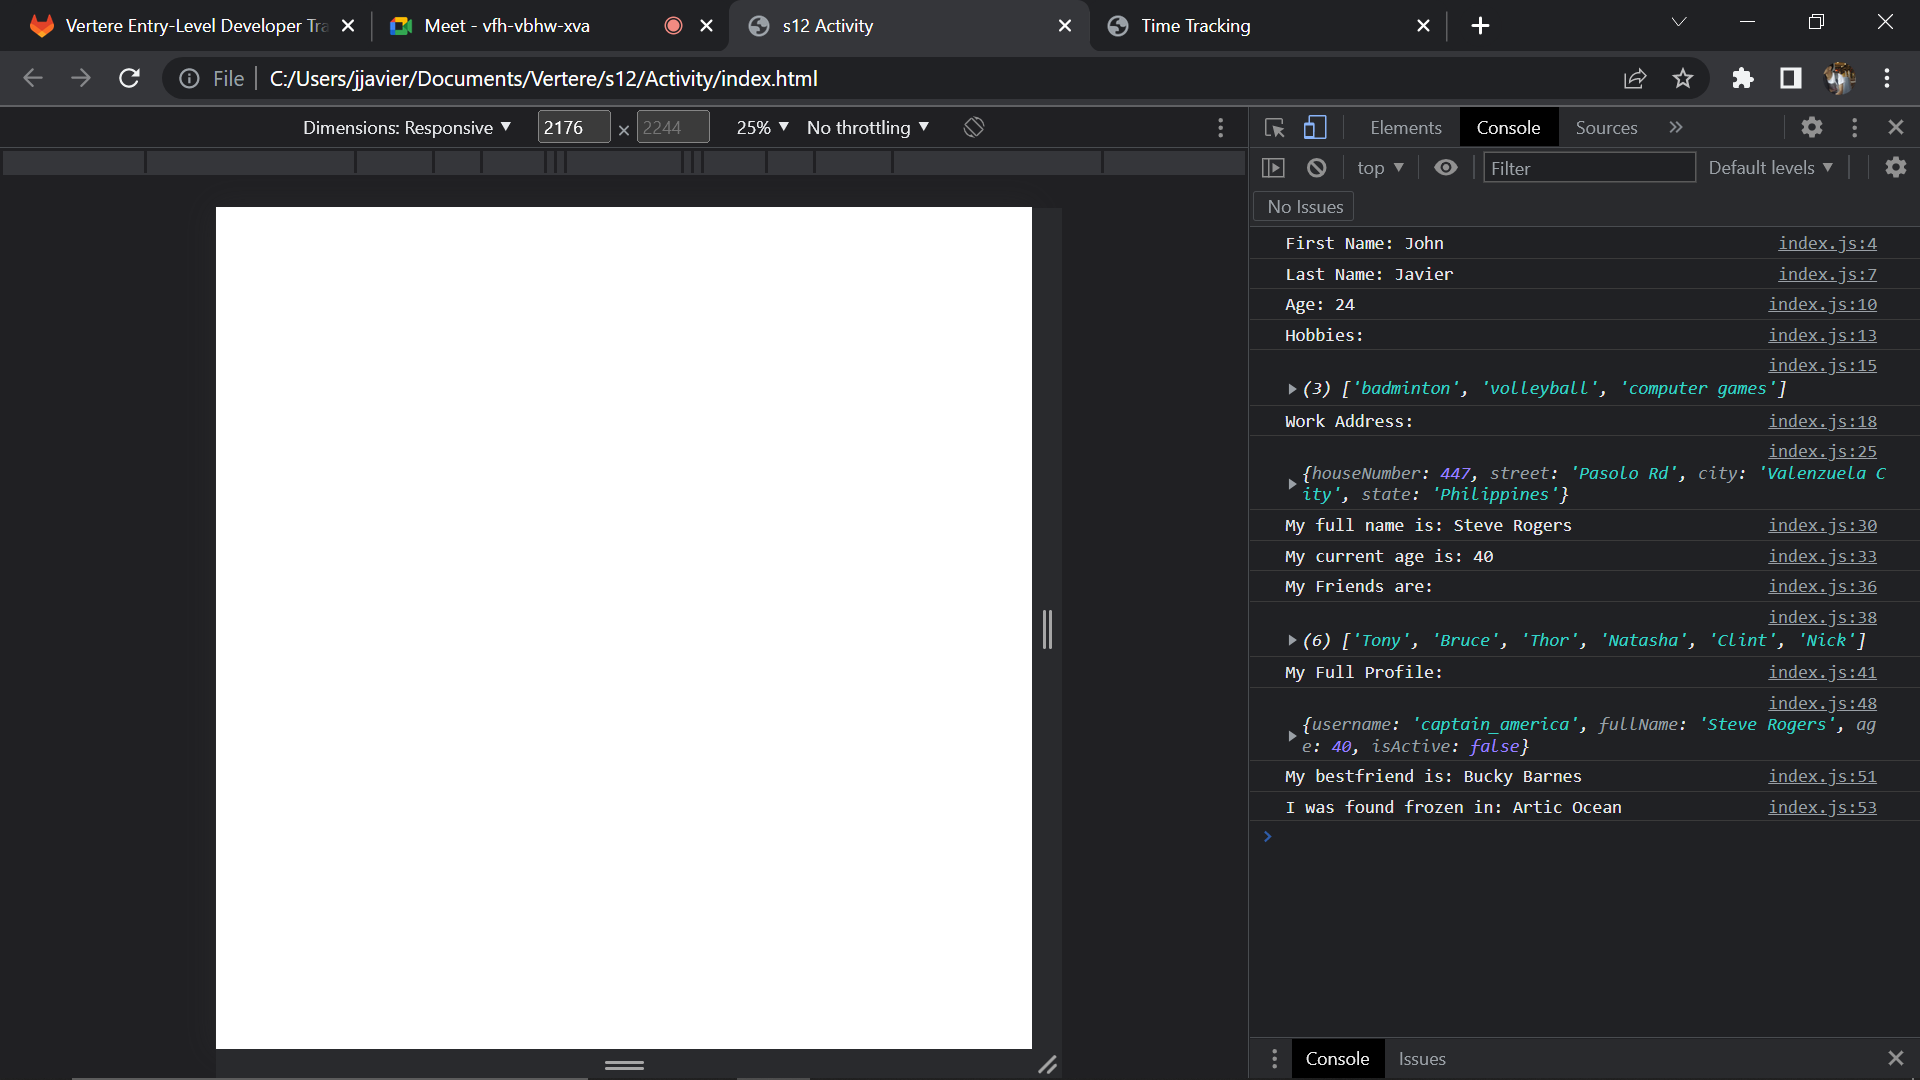 Vertere Entry-Level Developer Tra
Meet - vfh-vbhw-xva
s12 Activity
Time Tracking
File
C:/Users/jjavier/Documents/Vertere/s12/Activity/index.html
Dimensions: Responsive ▼ 2176 × 2244 25% ▼ No throttling ▼
Elements Console Sources »
top ▼ Filter Default levels ▼
No Issues
First Name: John index.js:4
Last Name: Javier index.js:7
Age: 24 index.js:10
Hobbies: index.js:13
index.js:15
(3) ['badminton', 'volleyball', 'computer games']
Work Address: index.js:18
index.js:25
{houseNumber: 447, street: 'Pasolo Rd', city: 'Valenzuela C
ity', state: 'Philippines'}
My full name is: Steve Rogers index.js:30
My current age is: 40 index.js:33
My Friends are: index.js:36
index.js:38
(6) ['Tony', 'Bruce', 'Thor', 'Natasha', 'Clint', 'Nick']
My Full Profile: index.js:41
index.js:48
{username: 'captain_america', fullName: 'Steve Rogers', ag
e: 40, isActive: false}
My bestfriend is: Bucky Barnes index.js:51
I was found frozen in: Artic Ocean index.js:53
Console Issues